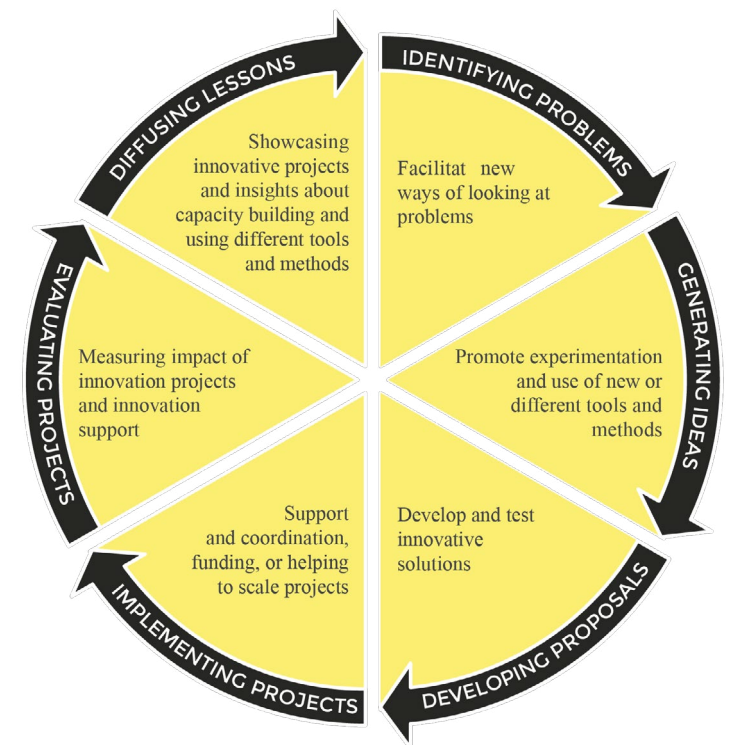 IDENTIFYING PROBLEMS
Facilitat new
ways of looking at
problems
GENERATING IDEAS
Promote experimentation
and use of new or
different tools and
methods
DEVELOPING PROPOSALS
Develop and test
innovative
solutions
IMPLEMENTING PROJECTS
Support
and coordination,
funding, or helping
to scale projects
EVALUATING PROJECTS
Measuring impact of
innovation projects
and innovation
support
DIFFUSING LESSONS
Showcasing
innovative projects
and insights about
capacity building and
using different tools
and methods